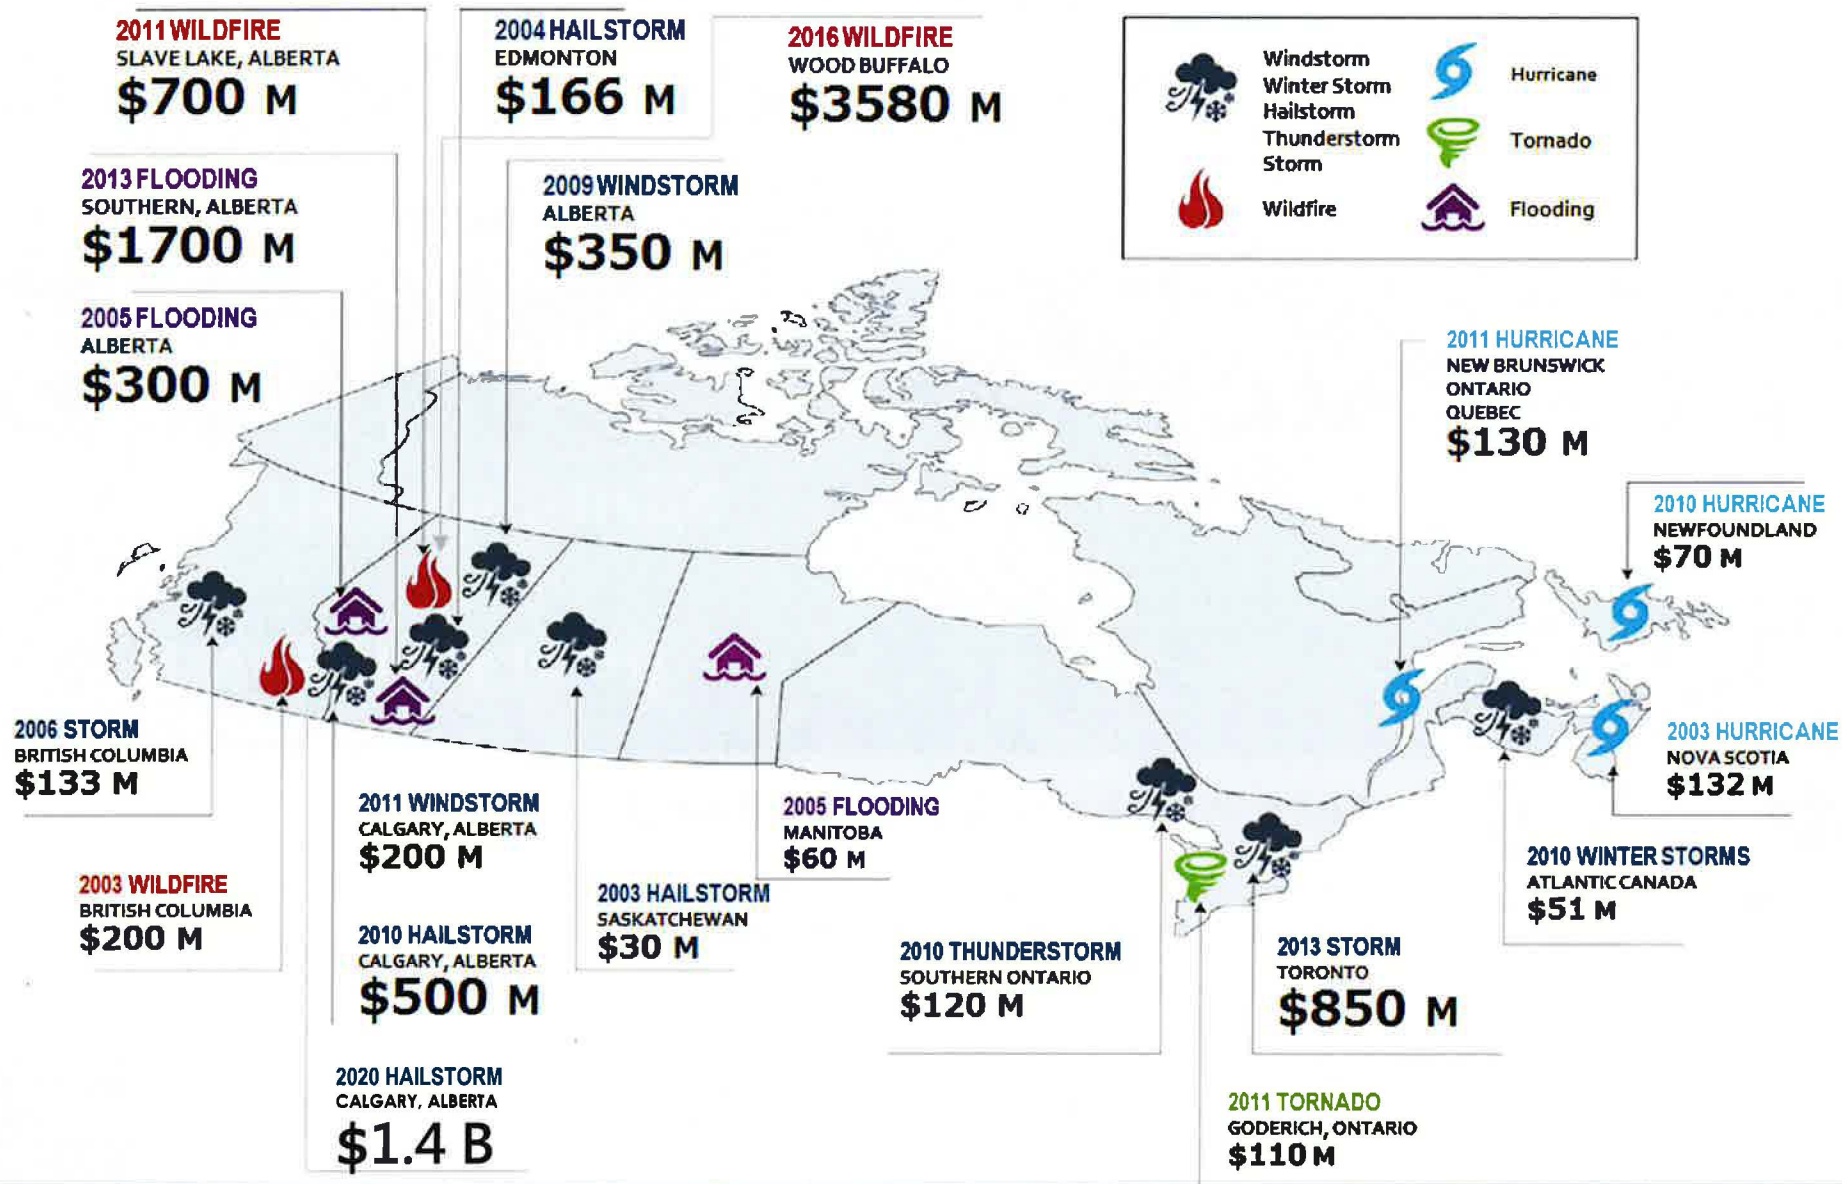 2011 WILDFIRE
SLAVE LAKE, ALBERTA
$700 M
2004 HAILSTORM
EDMONTON
$166 M
2016 WILDFIRE
WOOD BUFFALO
$3580 M
Windstorm
Winter Storm
Hailstorm
Thunderstorm
Storm
Hurricane
Tornado
Wildfire
Flooding
2013 FLOODING
SOUTHERN, ALBERTA
$1700 M
2009 WINDSTORM
ALBERTA
$350 M
2005 FLOODING
ALBERTA
$300 M
2011 HURRICANE
NEW BRUNSWICK
ONTARIO
QUEBEC
$130 M
2010 HURRICANE
NEWFOUNDLAND
$70 M
2006 STORM
BRITISH COLUMBIA
$133 M
2003 HURRICANE
NOVA SCOTIA
$132 M
2011 WINDSTORM
CALGARY, ALBERTA
$200 M
2005 FLOODING
MANITOBA
$60 M
2010 WINTER STORMS
ATLANTIC CANADA
$51 M
2003 WILDFIRE
BRITISH COLUMBIA
$200 M
2003 HAILSTORM
SASKATCHEWAN
$30 M
2010 HAILSTORM
CALGARY, ALBERTA
$500 M
2010 THUNDERSTORM
SOUTHERN ONTARIO
$120 M
2013 STORM
TORONTO
$850 M
2020 HAILSTORM
CALGARY, ALBERTA
$1.4 B
2011 TORNADO
GODERICH, ONTARIO
$110 M